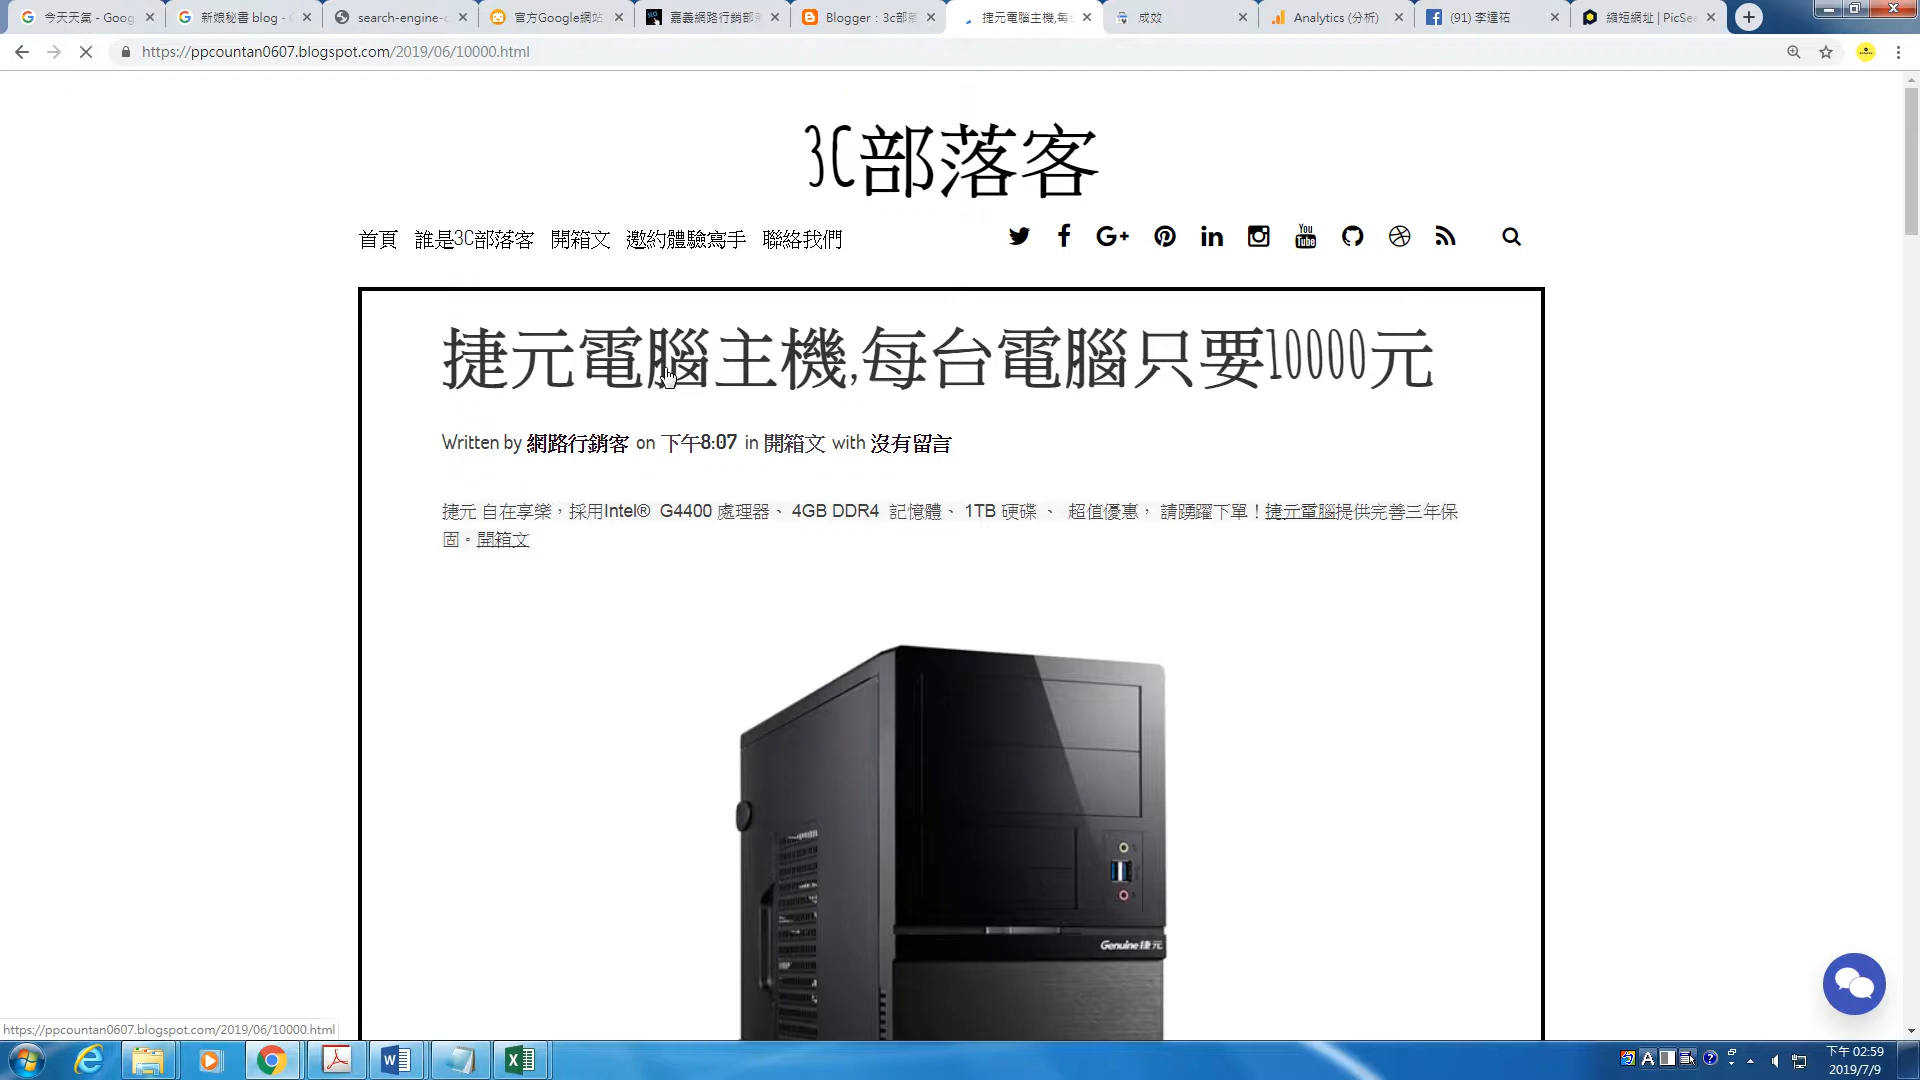 今天天氣 - Goog
新娘秘書 blog - G
search-engine-c
官方Google網站
嘉義網路行銷部
Blogger：3c部落
捷元電腦主機,每
成效
Analytics (分析)
(91) 李達祐
縮短網址 | PicSe
https://ppcountan0607.blogspot.com/2019/06/10000.html
3C部落客
首頁 誰是3C部落客 開箱文 邀約體驗寫手 聯絡我們
捷元電腦主機,每台電腦只要10000元
Written by 網路行銷客 on 下午8:07 in 開箱文 with 沒有留言
捷元 自在享樂，採用Intel® G4400 處理器、 4GB DDR4 記憶體、 1TB 硬碟 、 超值優惠， 請踴躍下單！捷元電腦提供完善三年保
固。開箱文
Genuine捷元
https://ppcountan0607.blogspot.com/2019/06/10000.html
下午 02:59
2019/7/9